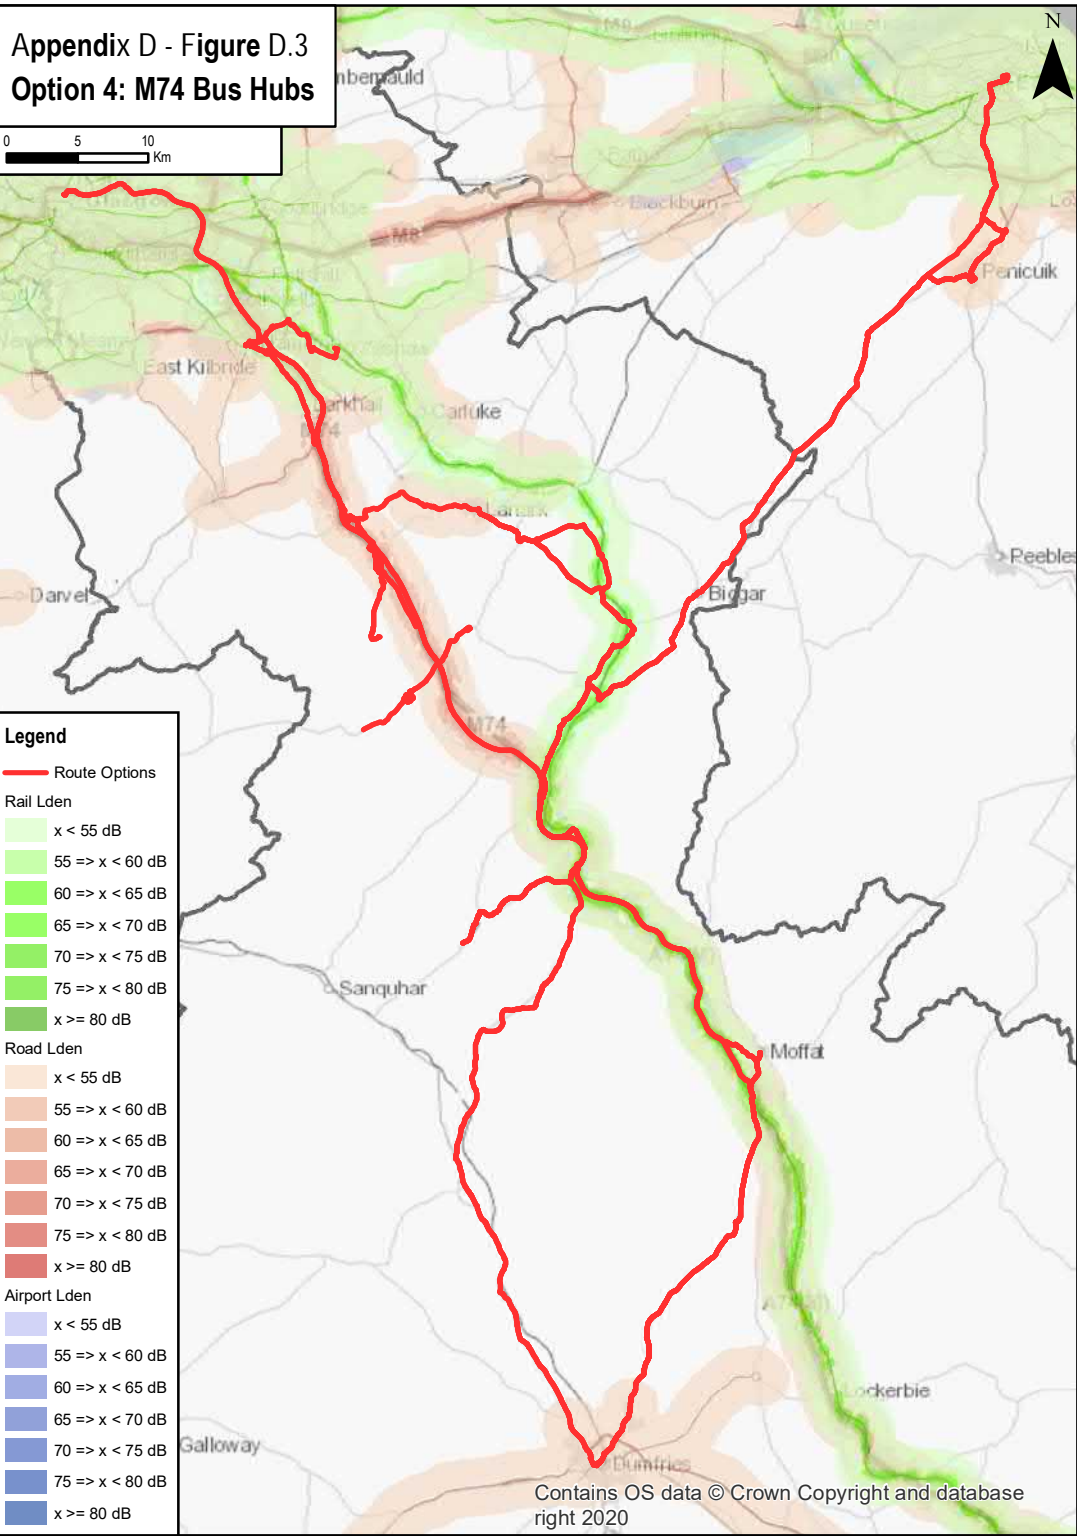 Appendix D - Figure D.3
Option 4: M74 Bus Hubs
0 5 10
Km
N
M8
Blackburn
Penicuik
East Kilbride
Larkhall
M74
Carluke
Lanark
Peebles
Darvel
Biggar
M74
Sanquhar
Moffat
Lockerbie
Galloway
Dumfries
Legend
Route Options
Rail Lden
x < 55 dB
55 => x < 60 dB
60 => x < 65 dB
65 => x < 70 dB
70 => x < 75 dB
75 => x < 80 dB
x >= 80 dB
Road Lden
x < 55 dB
55 => x < 60 dB
60 => x < 65 dB
65 => x < 70 dB
70 => x < 75 dB
75 => x < 80 dB
x >= 80 dB
Airport Lden
x < 55 dB
55 => x < 60 dB
60 => x < 65 dB
65 => x < 70 dB
70 => x < 75 dB
75 => x < 80 dB
x >= 80 dB
Contains OS data © Crown Copyright and database
right 2020